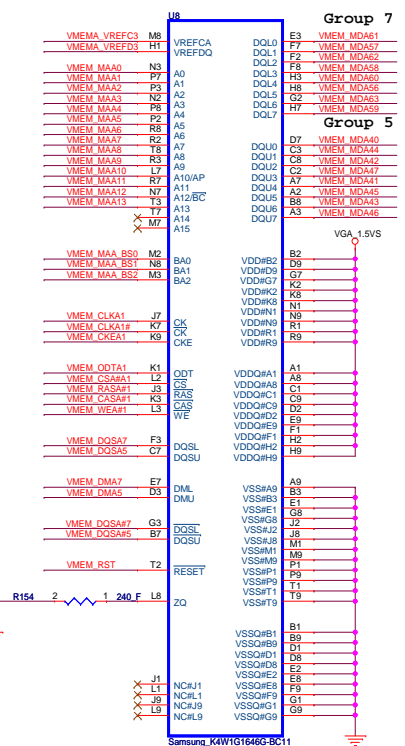 U8
Group 7
VMEMA_VREFC3 M8 VREFCA DQL0 E3 VMEM_MDA61
VMEMA_VREFD3 H1 VREFDQ DQL1 F7 VMEM_MDA57
DQL2 F2 VMEM_MDA62
VMEM_MAA0 N3 A0 DQL3 F8 VMEM_MDA58
VMEM_MAA1 P7 A1 DQL4 H3 VMEM_MDA60
VMEM_MAA2 P3 A2 DQL5 H8 VMEM_MDA56
VMEM_MAA3 N2 A3 DQL6 G2 VMEM_MDA63
VMEM_MAA4 P8 A4 DQL7 H7 VMEM_MDA59
VMEM_MAA5 P2 A5
Group 5
VMEM_MAA6 R8 A6
VMEM_MAA7 R2 A7 DQU0 D7 VMEM_MDA40
VMEM_MAA8 T8 A8 DQU1 C3 VMEM_MDA44
VMEM_MAA9 R3 A9 DQU2 C8 VMEM_MDA42
VMEM_MAA10 L7 A10/AP DQU3 C2 VMEM_MDA47
VMEM_MAA11 R7 A11 DQU4 A7 VMEM_MDA41
VMEM_MAA12 N7 A12/BC DQU5 A2 VMEM_MDA45
VMEM_MAA13 T3 A13 DQU6 B8 VMEM_MDA43
T7 A14 DQU7 A3 VMEM_MDA46
M7 A15
VGA_1.5VS
VMEM_MAA_BS0 M2 BA0 VDD#B2 B2
VMEM_MAA_BS1 N8 BA1 VDD#D9 D9
VMEM_MAA_BS2 M3 BA2 VDD#G7 G7
VDD#K2 K2
VDD#K8 K8
VDD#N1 N1
VMEM_CLKA1 J7 CK VDD#N9 N9
VMEM_CLKA1# K7 CK VDD#R1 R1
VMEM_CKEA1 K9 CKE VDD#R9 R9
VMEM_ODTA1 K1 ODT VDDQ#A1 A1
VMEM_CSA#A1 L2 CS VDDQ#A8 A8
VMEM_RASA#1 J3 RAS VDDQ#C1 C1
VMEM_CASA#1 K3 CAS VDDQ#C9 C9
VMEM_WEA#1 L3 WE VDDQ#D2 D2
VDDQ#E9 E9
VDDQ#F1 F1
VMEM_DQSA7 F3 DQSL VDDQ#H2 H2
VMEM_DQSA5 C7 DQSU VDDQ#H9 H9
VMEM_DMA7 E7 DML VSS#A9 A9
VMEM_DMA5 D3 DMU VSS#B3 B3
VSS#E1 E1
VSS#G8 G8
VMEM_DQSA#7 G3 DQSL VSS#J2 J2
VMEM_DQSA#5 B7 DQSU VSS#J8 J8
VSS#M1 M1
VSS#M9 M9
VMEM_RST T2 RESET VSS#P1 P1
VSS#P9 P9
VSS#T1 T1
R154 2 1 240_F L8 ZQ VSS#T9 T9
VSSQ#B1 B1
VSSQ#B9 B9
VSSQ#D1 D1
VSSQ#D8 D8
VSSQ#E2 E2
J1 NC#J1 VSSQ#E8 E8
L1 NC#L1 VSSQ#F9 F9
J9 NC#J9 VSSQ#G1 G1
L9 NC#L9 VSSQ#G9 G9
Samsung_K4W1G1646G-BC11